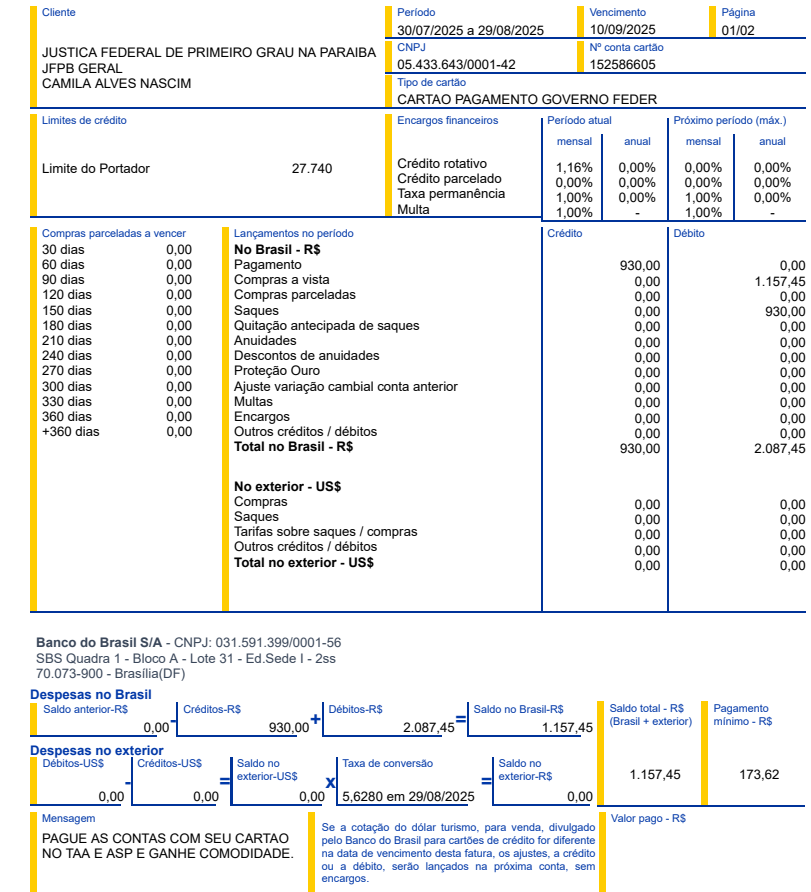 Cliente
JUSTICA FEDERAL DE PRIMEIRO GRAU NA PARAIBA
JFPB GERAL
CAMILA ALVES NASCIM
Período Vencimento Página
30/07/2025 a 29/08/2025 10/09/2025 01/02
CNPJ Nº conta cartão
05.433.643/0001-42 152586605
Tipo de cartão
CARTAO PAGAMENTO GOVERNO FEDER
Limites de crédito
Limite do Portador 27.740
Encargos financeiros Período atual Próximo período (máx.)
mensal anual mensal anual
Crédito rotativo 1,16% 0,00% 0,00% 0,00%
Crédito parcelado 0,00% 0,00% 0,00% 0,00%
Taxa permanência 1,00% 0,00% 1,00% 0,00%
Multa 1,00% - 1,00% -
Compras parceladas a vencer
30 dias 0,00
60 dias 0,00
90 dias 0,00
120 dias 0,00
150 dias 0,00
180 dias 0,00
210 dias 0,00
240 dias 0,00
270 dias 0,00
300 dias 0,00
330 dias 0,00
360 dias 0,00
+360 dias 0,00
Lançamentos no período Crédito Débito
No Brasil - R$
Pagamento 930,00 0,00
Compras a vista 0,00 1.157,45
Compras parceladas 0,00 0,00
Saques 0,00 930,00
Quitação antecipada de saques 0,00 0,00
Anuidades 0,00 0,00
Descontos de anuidades 0,00 0,00
Proteção Ouro 0,00 0,00
Ajuste variação cambial conta anterior 0,00 0,00
Multas 0,00 0,00
Encargos 0,00 0,00
Outros créditos / débitos 0,00 0,00
Total no Brasil - R$ 930,00 2.087,45
No exterior - US$
Compras 0,00 0,00
Saques 0,00 0,00
Tarifas sobre saques / compras 0,00 0,00
Outros créditos / débitos 0,00 0,00
Total no exterior - US$ 0,00 0,00
Banco do Brasil S/A - CNPJ: 031.591.399/0001-56
SBS Quadra 1 - Bloco A - Lote 31 - Ed.Sede I - 2ss
70.073-900 - Brasília(DF)
Despesas no Brasil
Saldo anterior-R$ Créditos-R$ Débitos-R$ Saldo no Brasil-R$
0,00 - 930,00 + 2.087,45 = 1.157,45
Saldo total - R$
(Brasil + exterior)
1.157,45
Pagamento
mínimo - R$
173,62
Despesas no exterior
Débitos-US$ Créditos-US$ Saldo no Taxa de conversão Saldo no
exterior-US$ exterior-R$
0,00 - 0,00 = 0,00 x 5,6280 em 29/08/2025 = 0,00
Mensagem
PAGUE AS CONTAS COM SEU CARTAO
NO TAA E ASP E GANHE COMODIDADE.
Se a cotação do dólar turismo, para venda, divulgado
pelo Banco do Brasil para cartões de crédito for diferente
na data de vencimento desta fatura, os ajustes, a crédito
ou a débito, serão lançados na próxima conta, sem
encargos.
Valor pago - R$